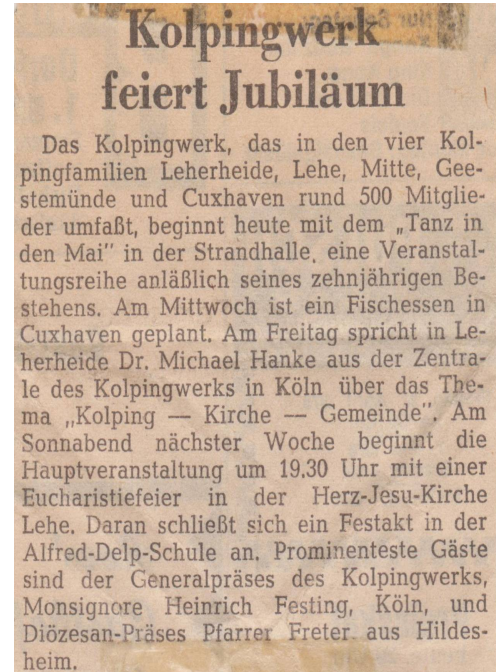 Kolpingwerk
feiert Jubiläum
Das Kolpingwerk, das in den vier Kol-
pingfamilien Leherheide, Lehe, Mitte, Gee-
stemünde und Cuxhaven rund 500 Mitglie-
der umfaßt, beginnt heute mit dem „Tanz in
den Mai" in der Strandhalle, eine Veranstal-
tungsreihe anläßlich seines zehnjährigen Be-
stehens. Am Mittwoch ist ein Fischessen in
Cuxhaven geplant. Am Freitag spricht in Le-
herheide Dr. Michael Hanke aus der Zentra-
le des Kolpingwerks in Köln über das The-
ma „Kolping — Kirche — Gemeinde". Am
Sonnabend nächster Woche beginnt die
Hauptveranstaltung um 19.30 Uhr mit einer
Eucharistiefeier in der Herz-Jesu-Kirche
Lehe. Daran schließt sich ein Festakt in der
Alfred-Delp-Schule an. Prominenteste Gäste
sind der Generalpräses des Kolpingwerks,
Monsignore Heinrich Festing, Köln, und
Diözesan-Präses Pfarrer Freter aus Hildes-
heim.